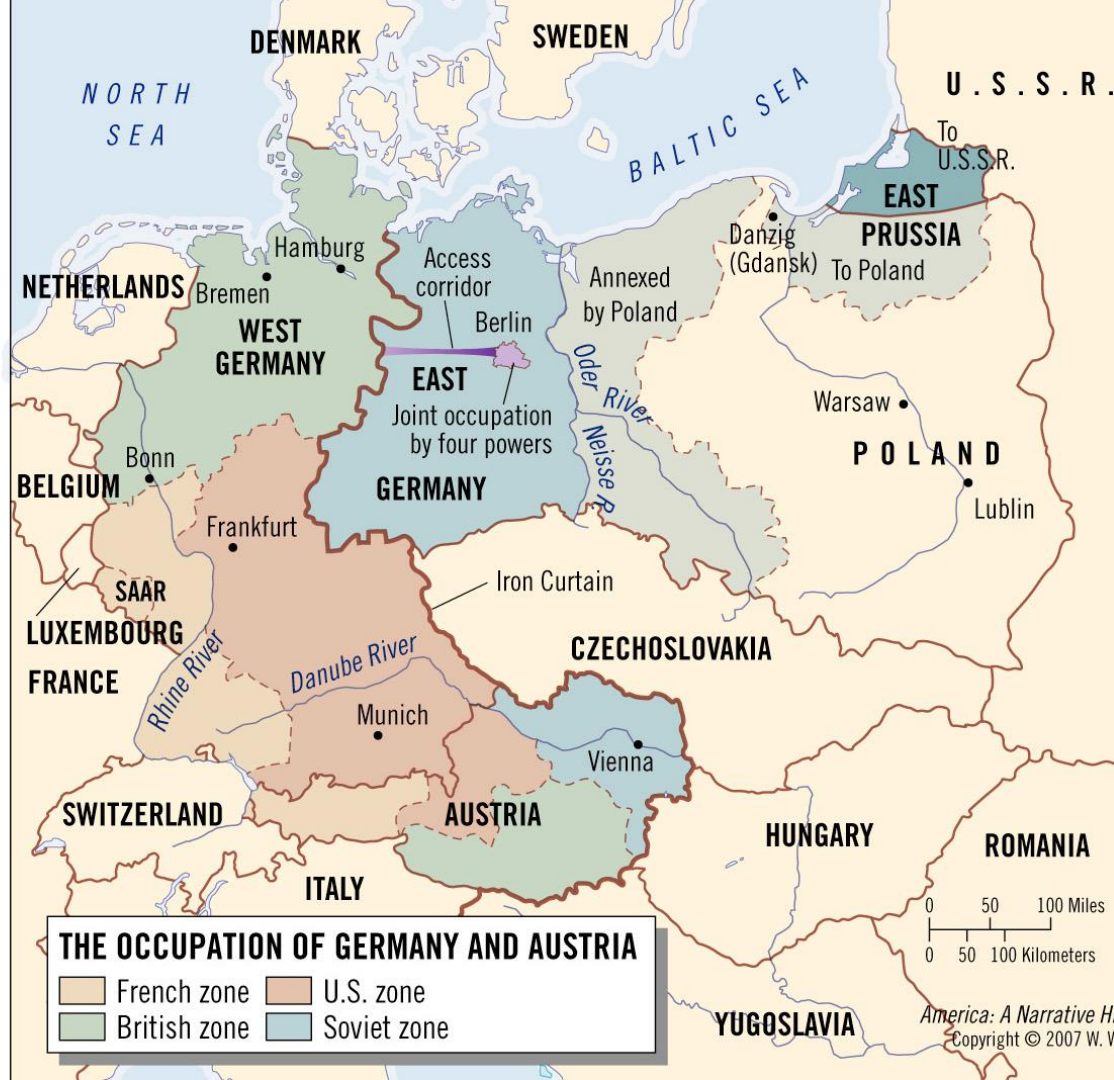 DENMARK
SWEDEN
U.S.S.R.
NORTH
SEA
BALTIC SEA
To
U.S.S.R.
EAST
PRUSSIA
To Poland
Danzig
(Gdansk)
Hamburg
Bremen
NETHERLANDS
WEST
GERMANY
Access
corridor
Berlin
EAST
GERMANY
Joint occupation
by four powers
Annexed
by Poland
Oder River
Neisse R.
Warsaw
POLAND
Lublin
BELGIUM
Bonn
Frankfurt
SAAR
LUXEMBOURG
FRANCE
Rhine River
Danube River
Munich
Iron Curtain
CZECHOSLOVAKIA
Vienna
SWITZERLAND
AUSTRIA
HUNGARY
ROMANIA
ITALY
YUGOSLAVIA
0 50 100 Miles
0 50 100 Kilometers
THE OCCUPATION OF GERMANY AND AUSTRIA
French zone
U.S. zone
British zone
Soviet zone
America: A Narrative H
Copyright © 2007 W. W